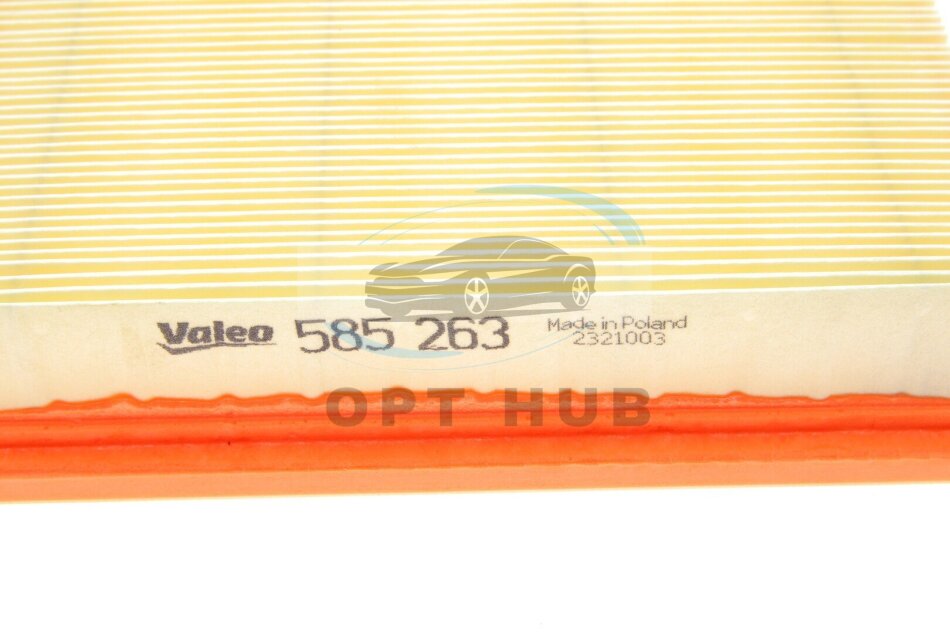 Valeo 585 263 Made in Poland
2321003
OPT HUB